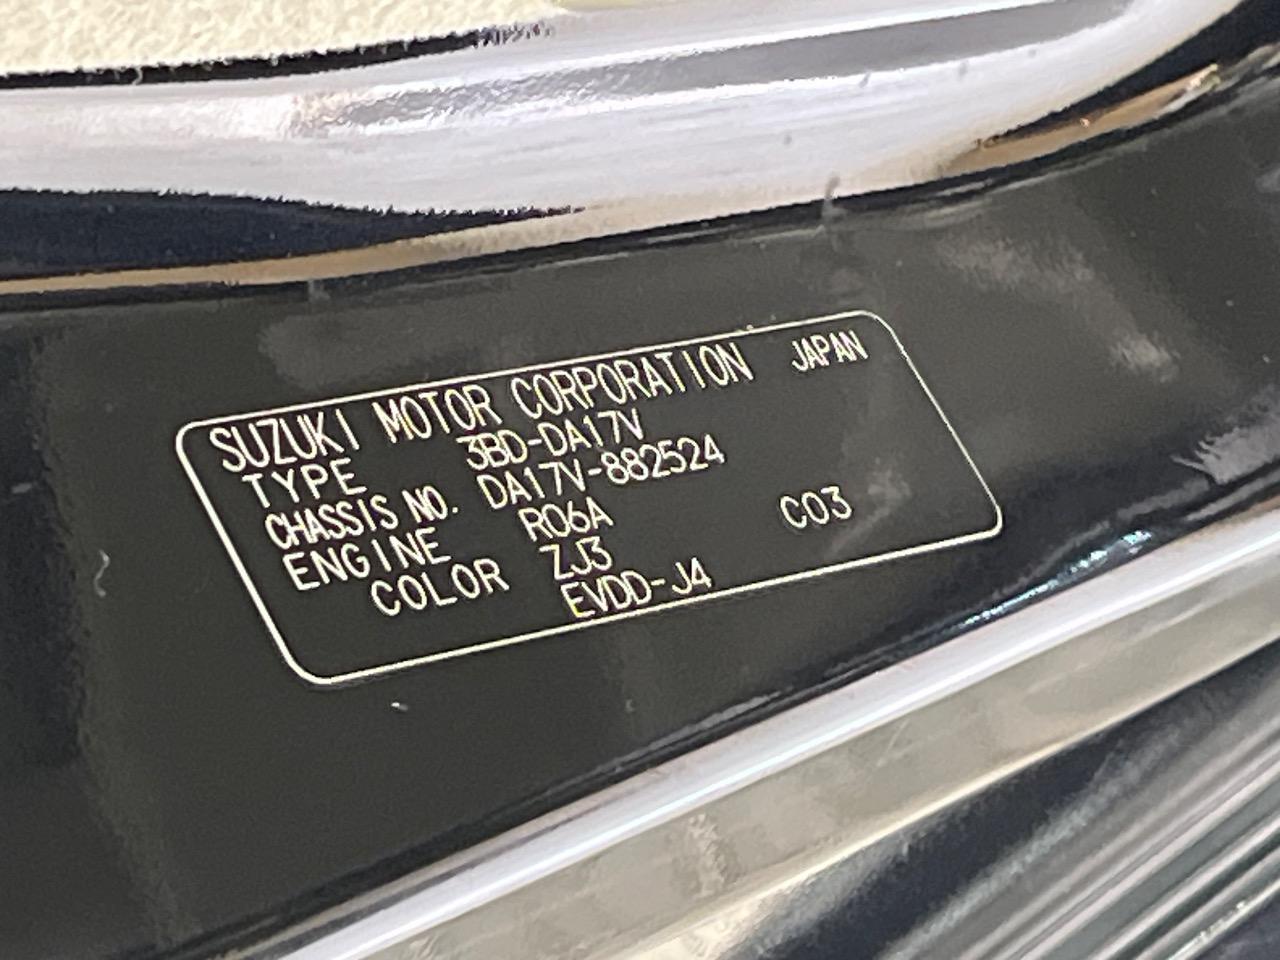 SUZUKI MOTOR CORPORATION JAPAN
TYPE 3BD-DA17V
CHASSIS NO. DA17V-882524
ENGINE R06A C03
COLOR ZJ3
EVDD-J4